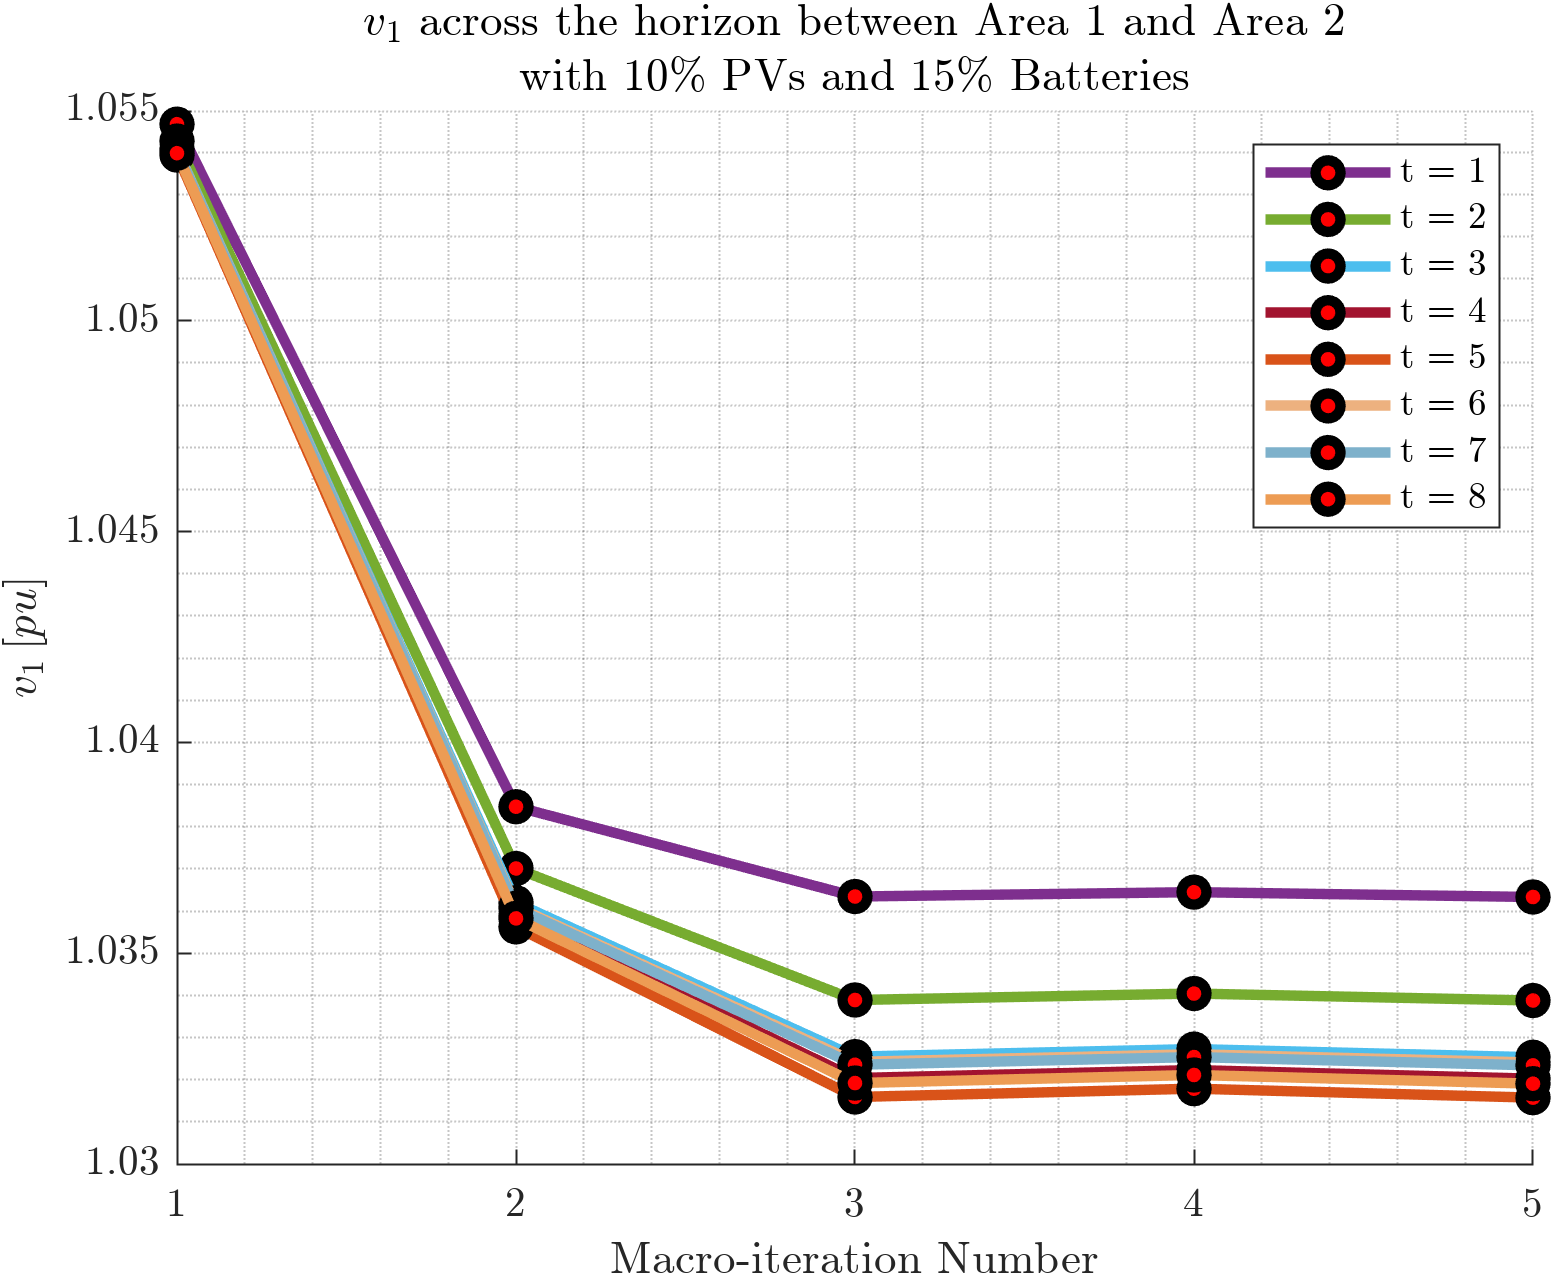 v₁ across the horizon between Area 1 and Area 2
with 10% PVs and 15% Batteries
1.055
1.05
1.045
1.04
1.035
1.03
v₁ [pu]
t = 1
t = 2
t = 3
t = 4
t = 5
t = 6
t = 7
t = 8
1 2 3 4 5
Macro-iteration Number